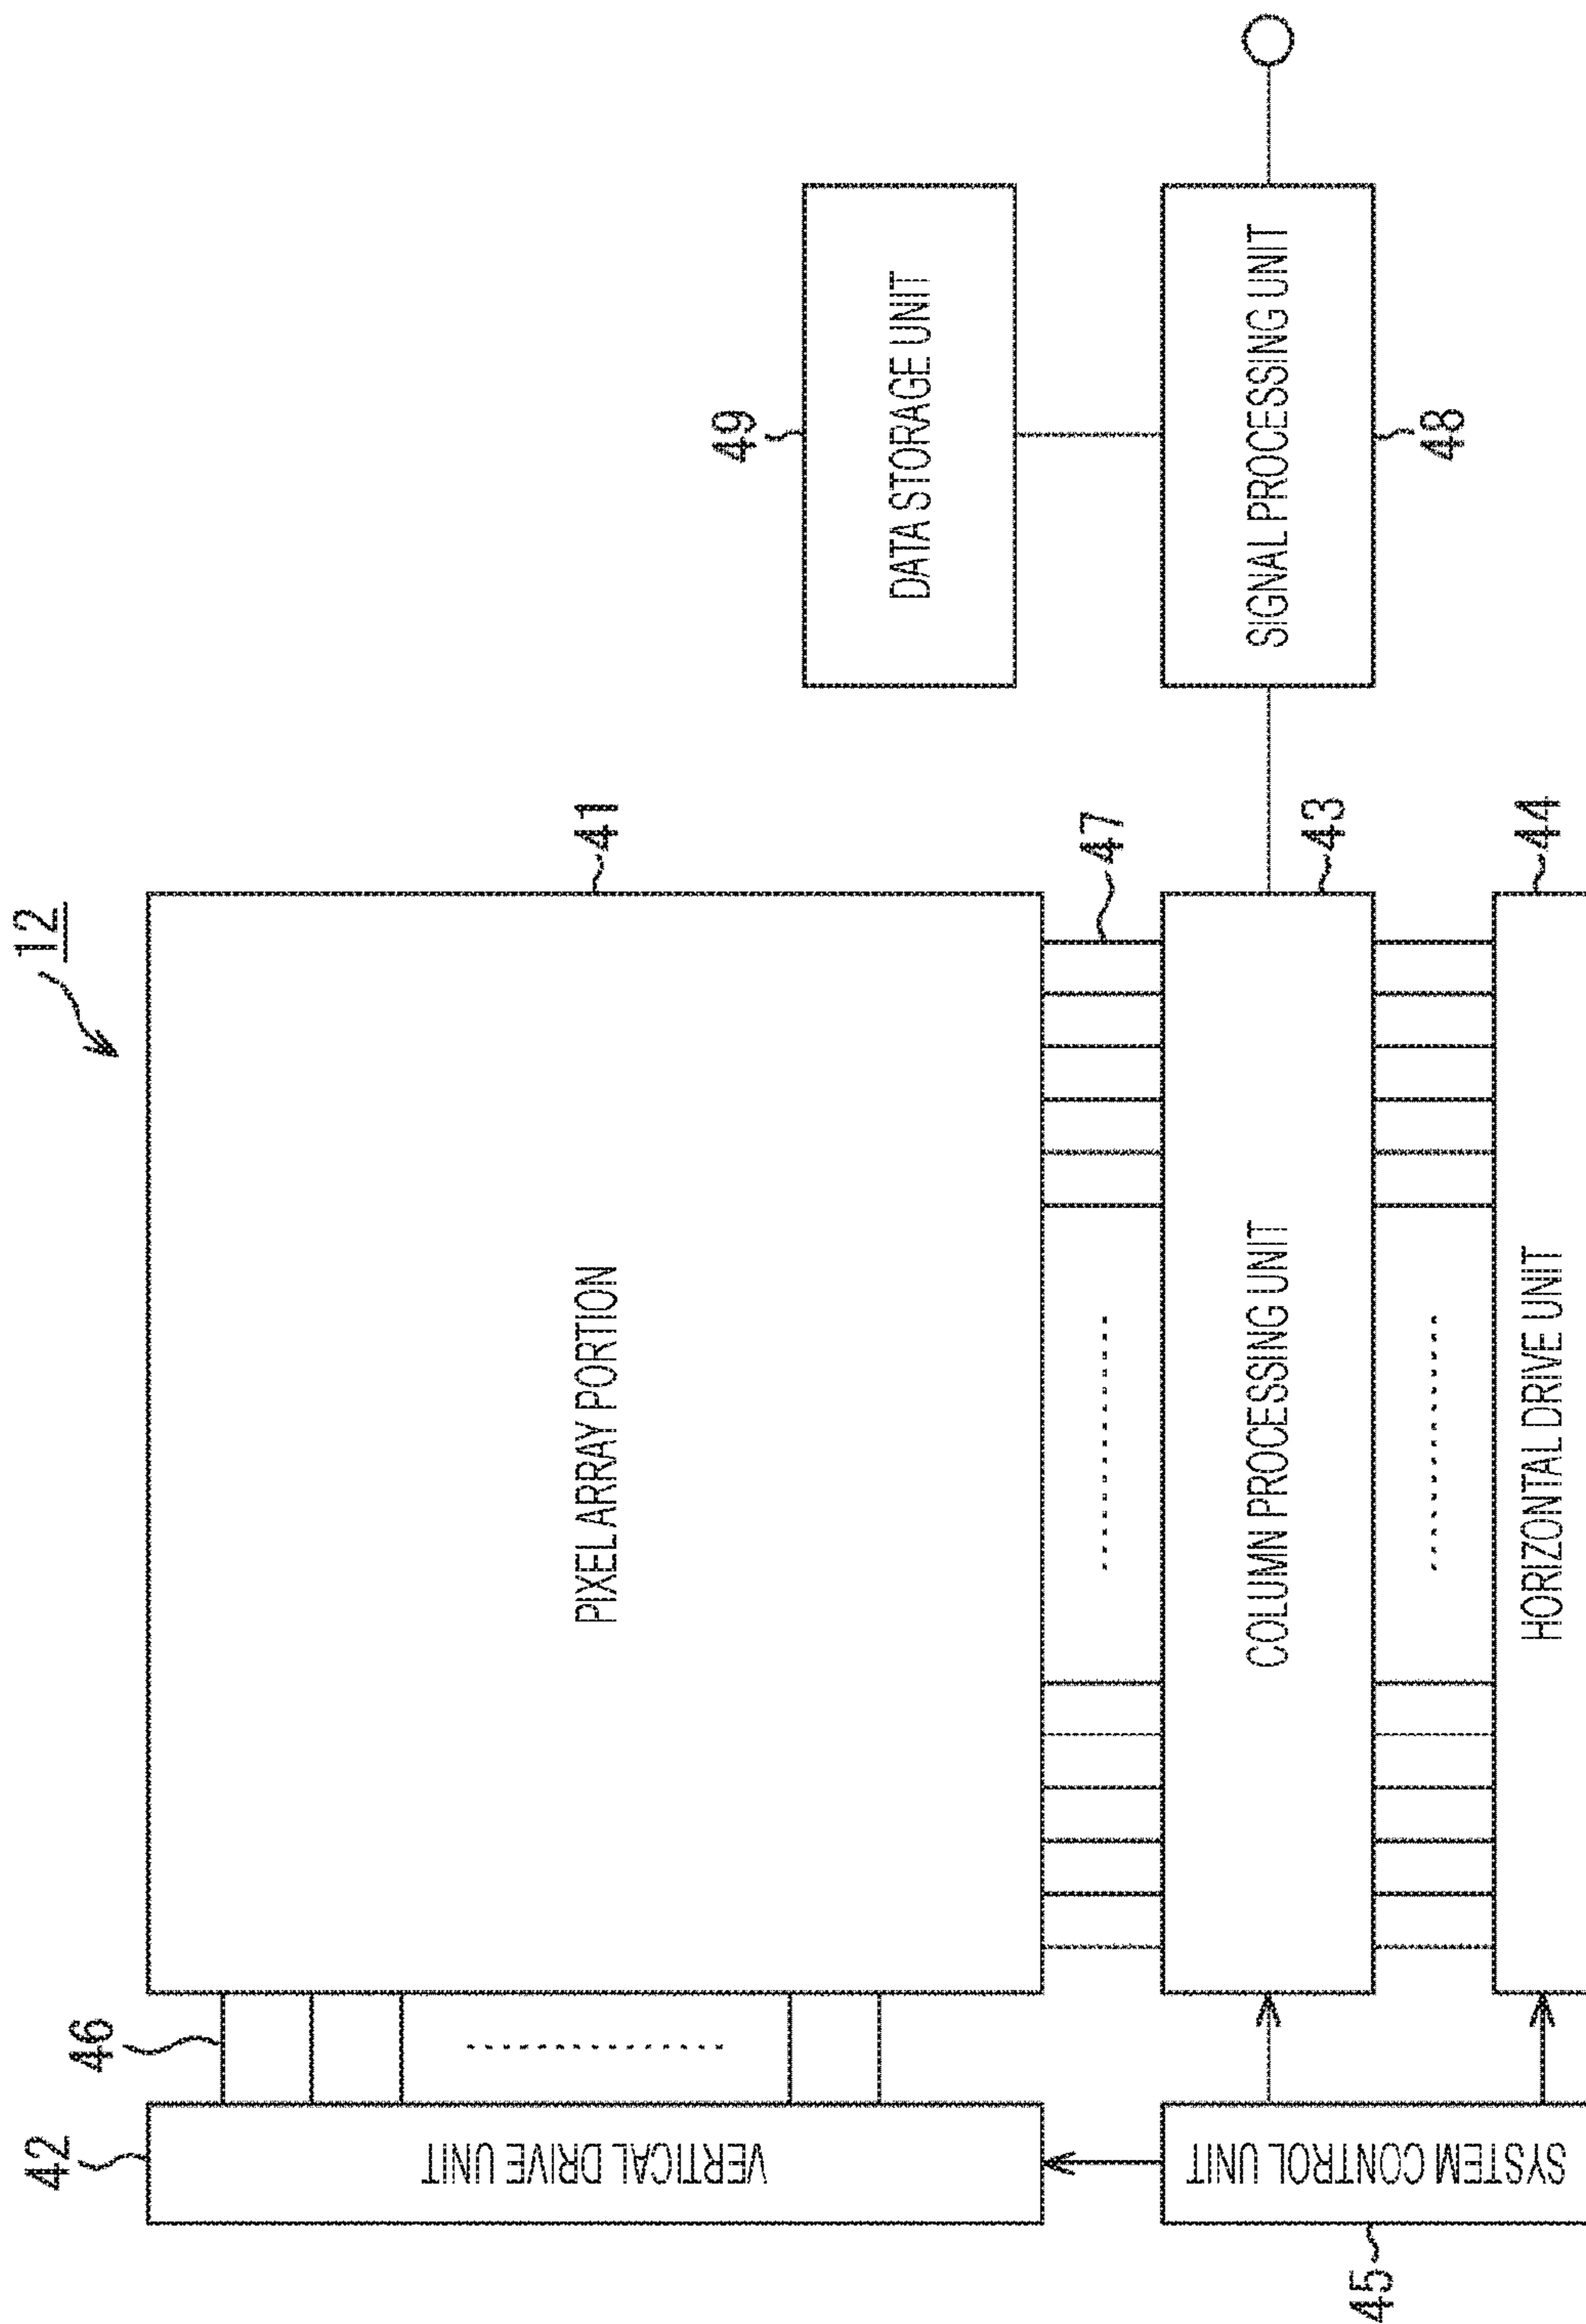 12
PIXEL ARRAY PORTION
41
42
VERTICAL DRIVE UNIT
46
47
COLUMN PROCESSING UNIT
43
HORIZONTAL DRIVE UNIT
44
SYSTEM CONTROL UNIT
45
DATA STORAGE UNIT
49
SIGNAL PROCESSING UNIT
48